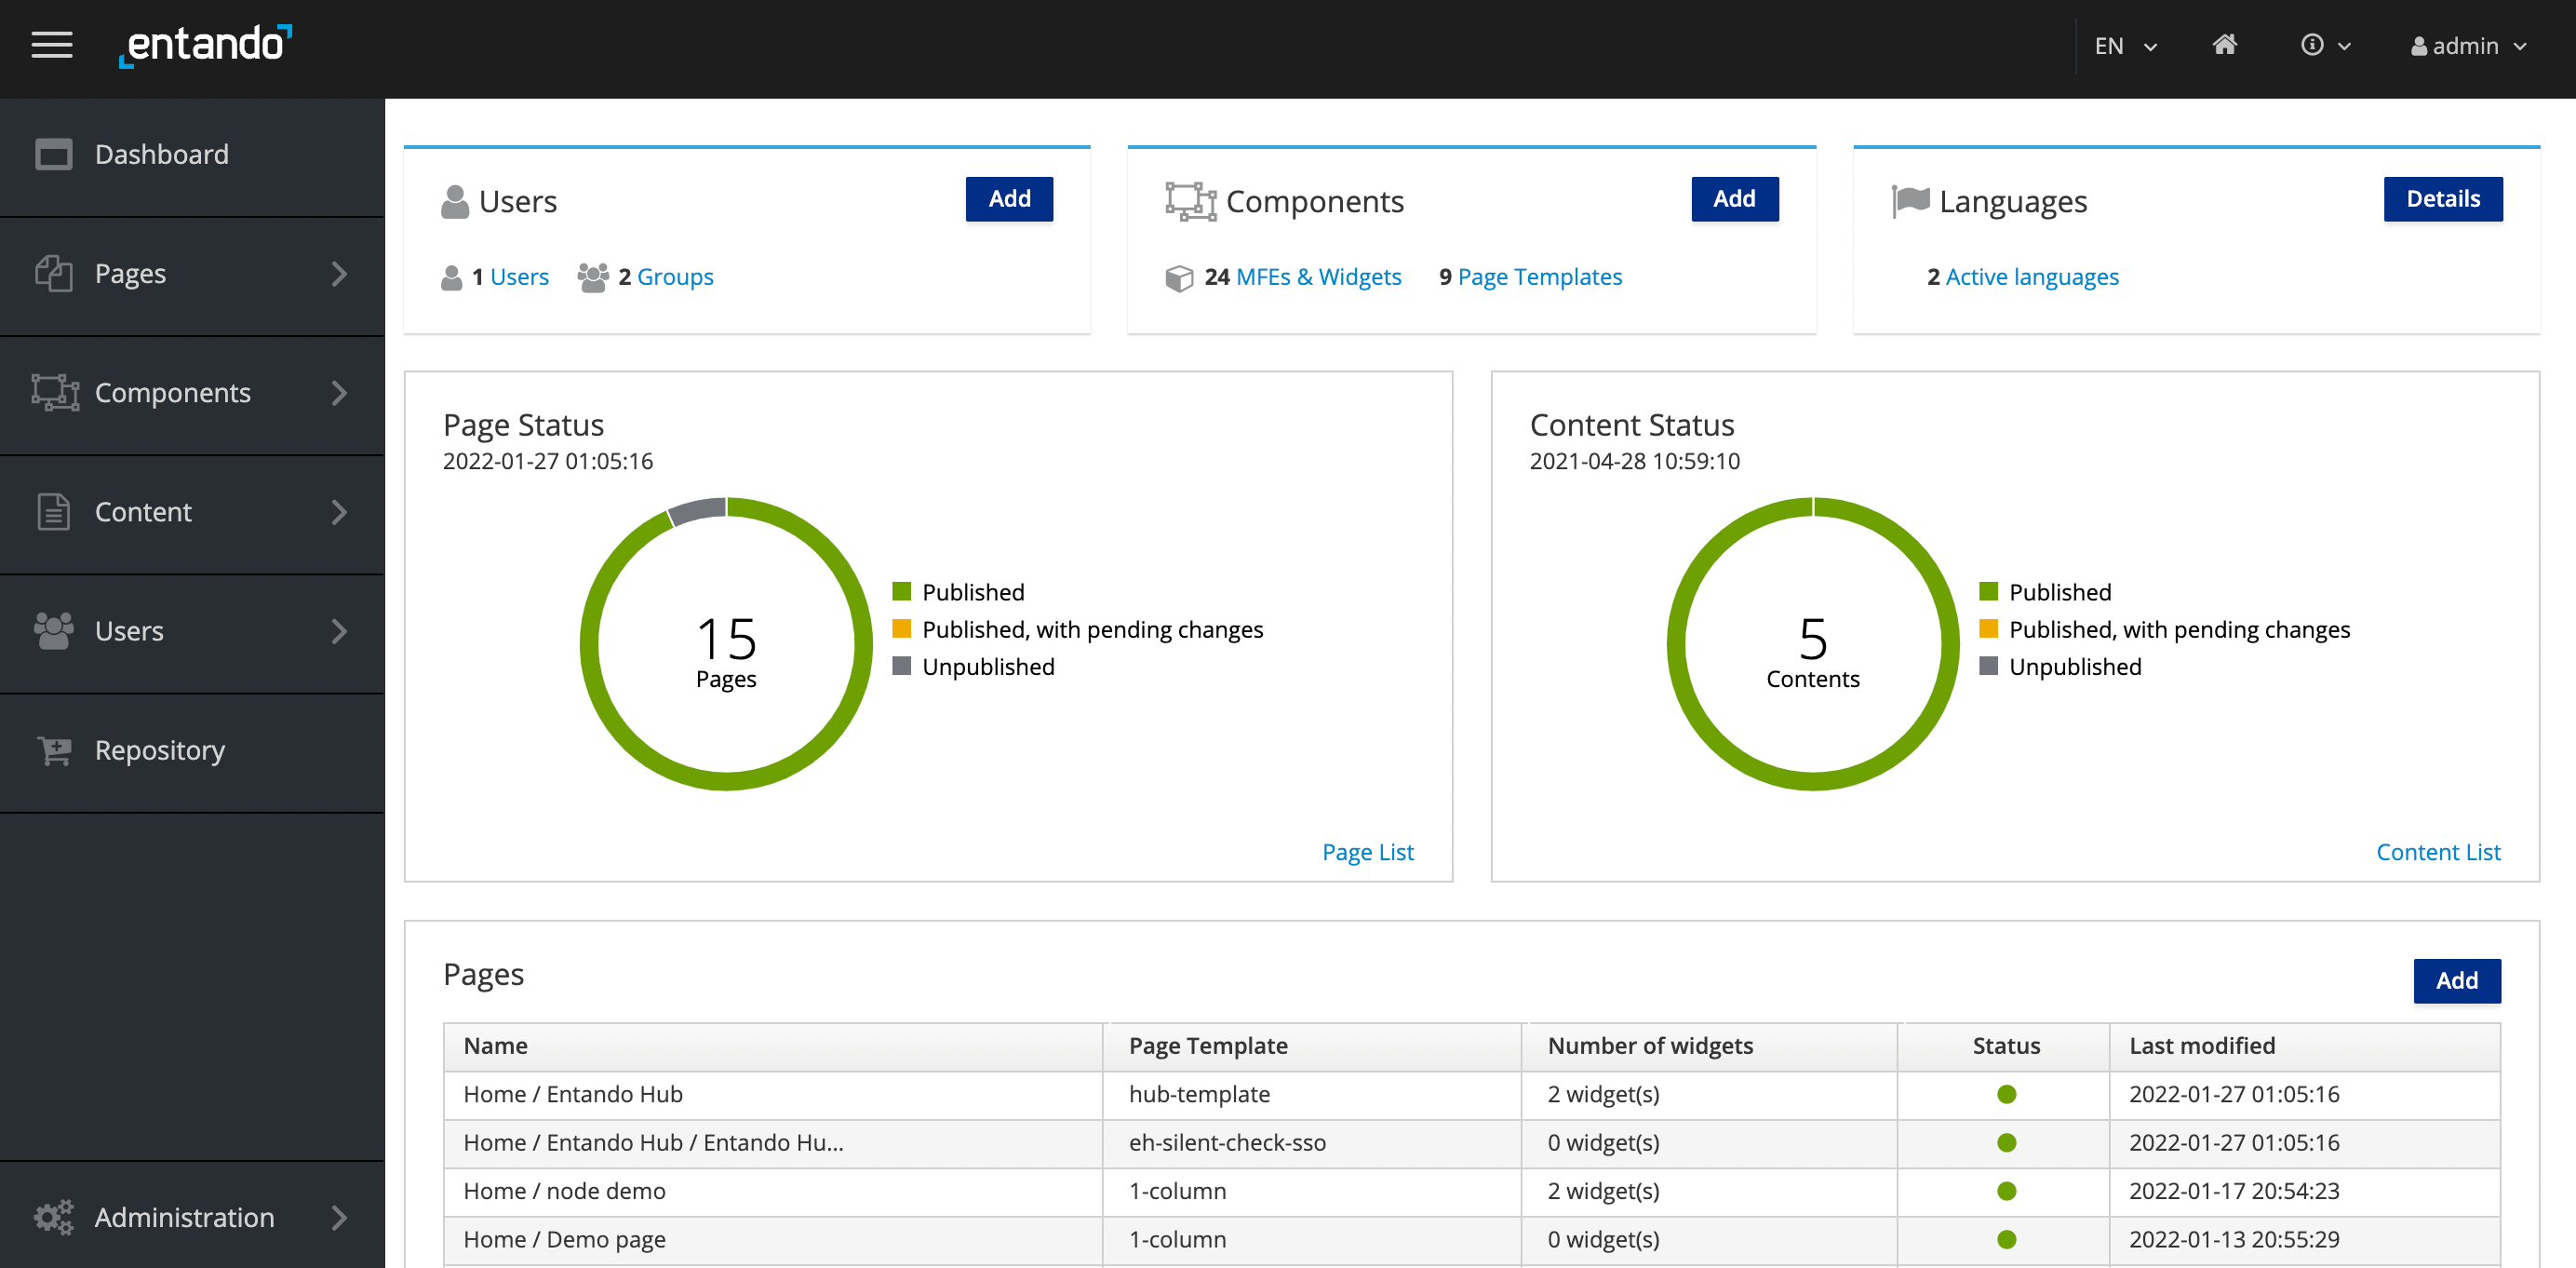 entando
EN
admin
Dashboard
Pages
Components
Content
Users
Repository
Administration
Users
Add
1 Users 2 Groups
Components
Add
24 MFEs & Widgets 9 Page Templates
Languages
Details
2 Active languages
Page Status
2022-01-27 01:05:16
15
Pages
Published
Published, with pending changes
Unpublished
Page List
Content Status
2021-04-28 10:59:10
5
Contents
Published
Published, with pending changes
Unpublished
Content List
Pages
Add
Name Page Template Number of widgets Status Last modified
Home / Entando Hub hub-template 2 widget(s) 2022-01-27 01:05:16
Home / Entando Hub / Entando Hu... eh-silent-check-sso 0 widget(s) 2022-01-27 01:05:16
Home / node demo 1-column 2 widget(s) 2022-01-17 20:54:23
Home / Demo page 1-column 0 widget(s) 2022-01-13 20:55:29